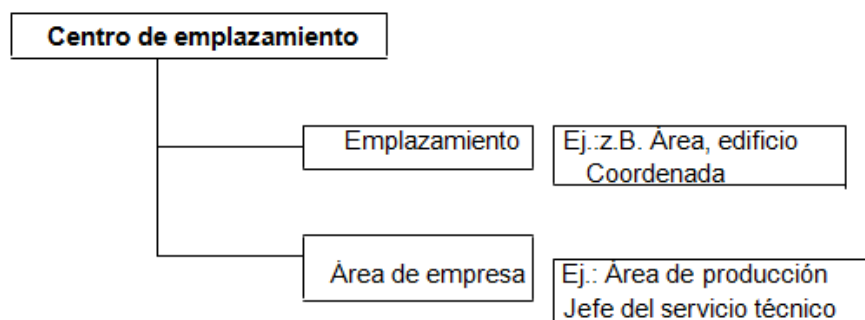 Centro de emplazamiento
Emplazamiento
Ej.:z.B. Área, edificio
Coordenada
Área de empresa
Ej.: Área de producción
Jefe del servicio técnico